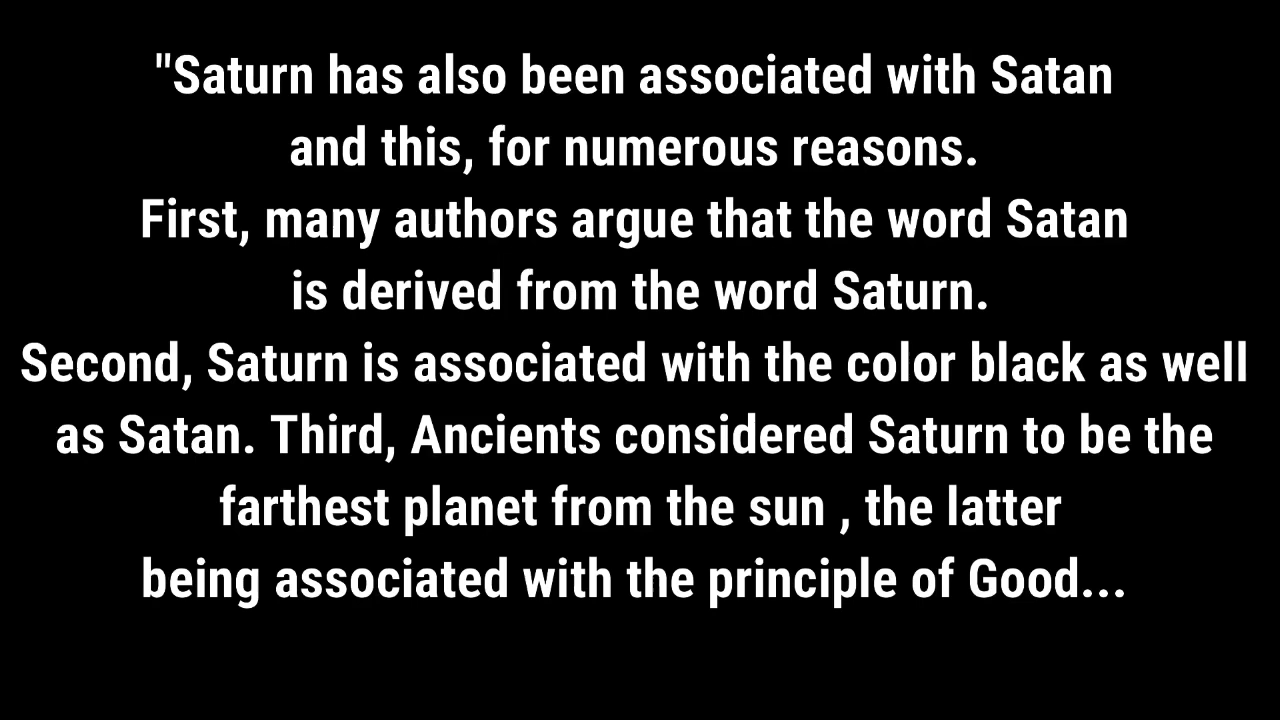 "Saturn has also been associated with Satan
and this, for numerous reasons.
First, many authors argue that the word Satan
is derived from the word Saturn.
Second, Saturn is associated with the color black as well
as Satan. Third, Ancients considered Saturn to be the
farthest planet from the sun , the latter
being associated with the principle of Good...